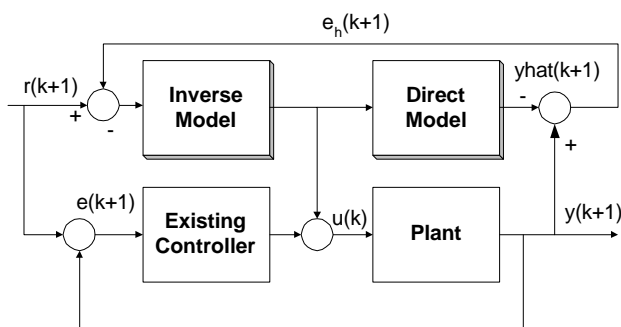 e_h(k+1)
r(k+1)
yhat(k+1)
+
-
Inverse
Model
Direct
Model
-
+
e(k+1)
Existing
Controller
u(k)
Plant
y(k+1)